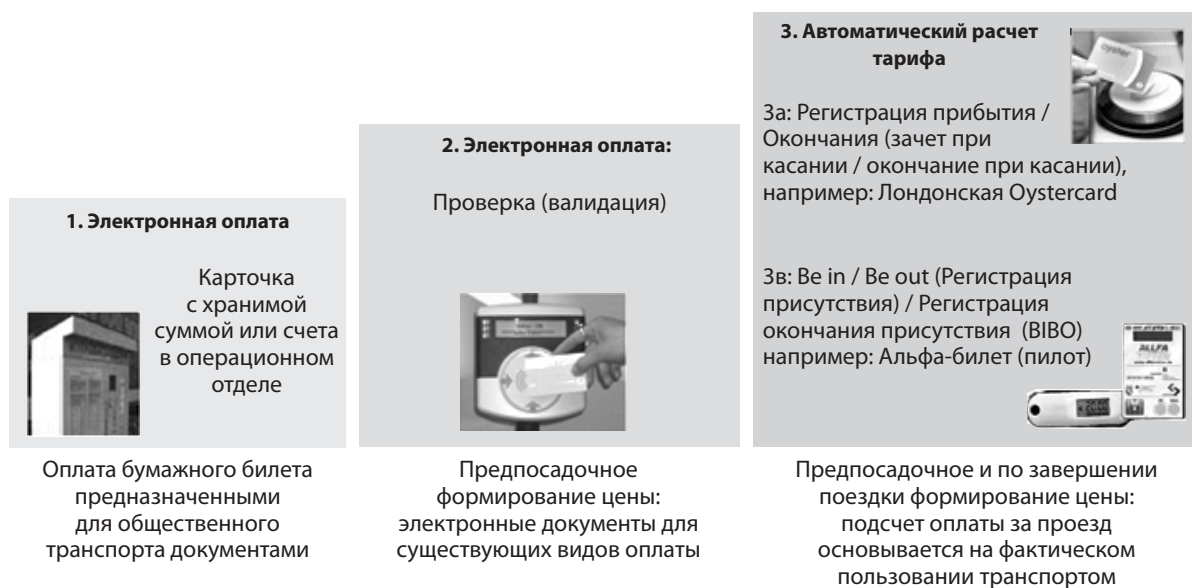 3. Автоматический расчет
тарифа
oyster
3а: Регистрация прибытия /
Окончания (зачет при
касании / окончание при касании),
например: Лондонская Oystercard
2. Электронная оплата:
Проверка (валидация)
1. Электронная оплата
Карточка
с хранимой
суммой или счета
в операционном
отделе
3в: Be in / Be out (Регистрация
присутствия) / Регистрация
окончания присутствия (BIBO)
например: Альфа-билет (пилот)
ALLFA
Оплата бумажного билета
предназначенными
для общественного
транспорта документами
Предпосадочное
формирование цены:
электронные документы для
существующих видов оплаты
Предпосадочное и по завершении
поездки формирование цены:
подсчет оплаты за проезд
основывается на фактическом
пользовании транспортом